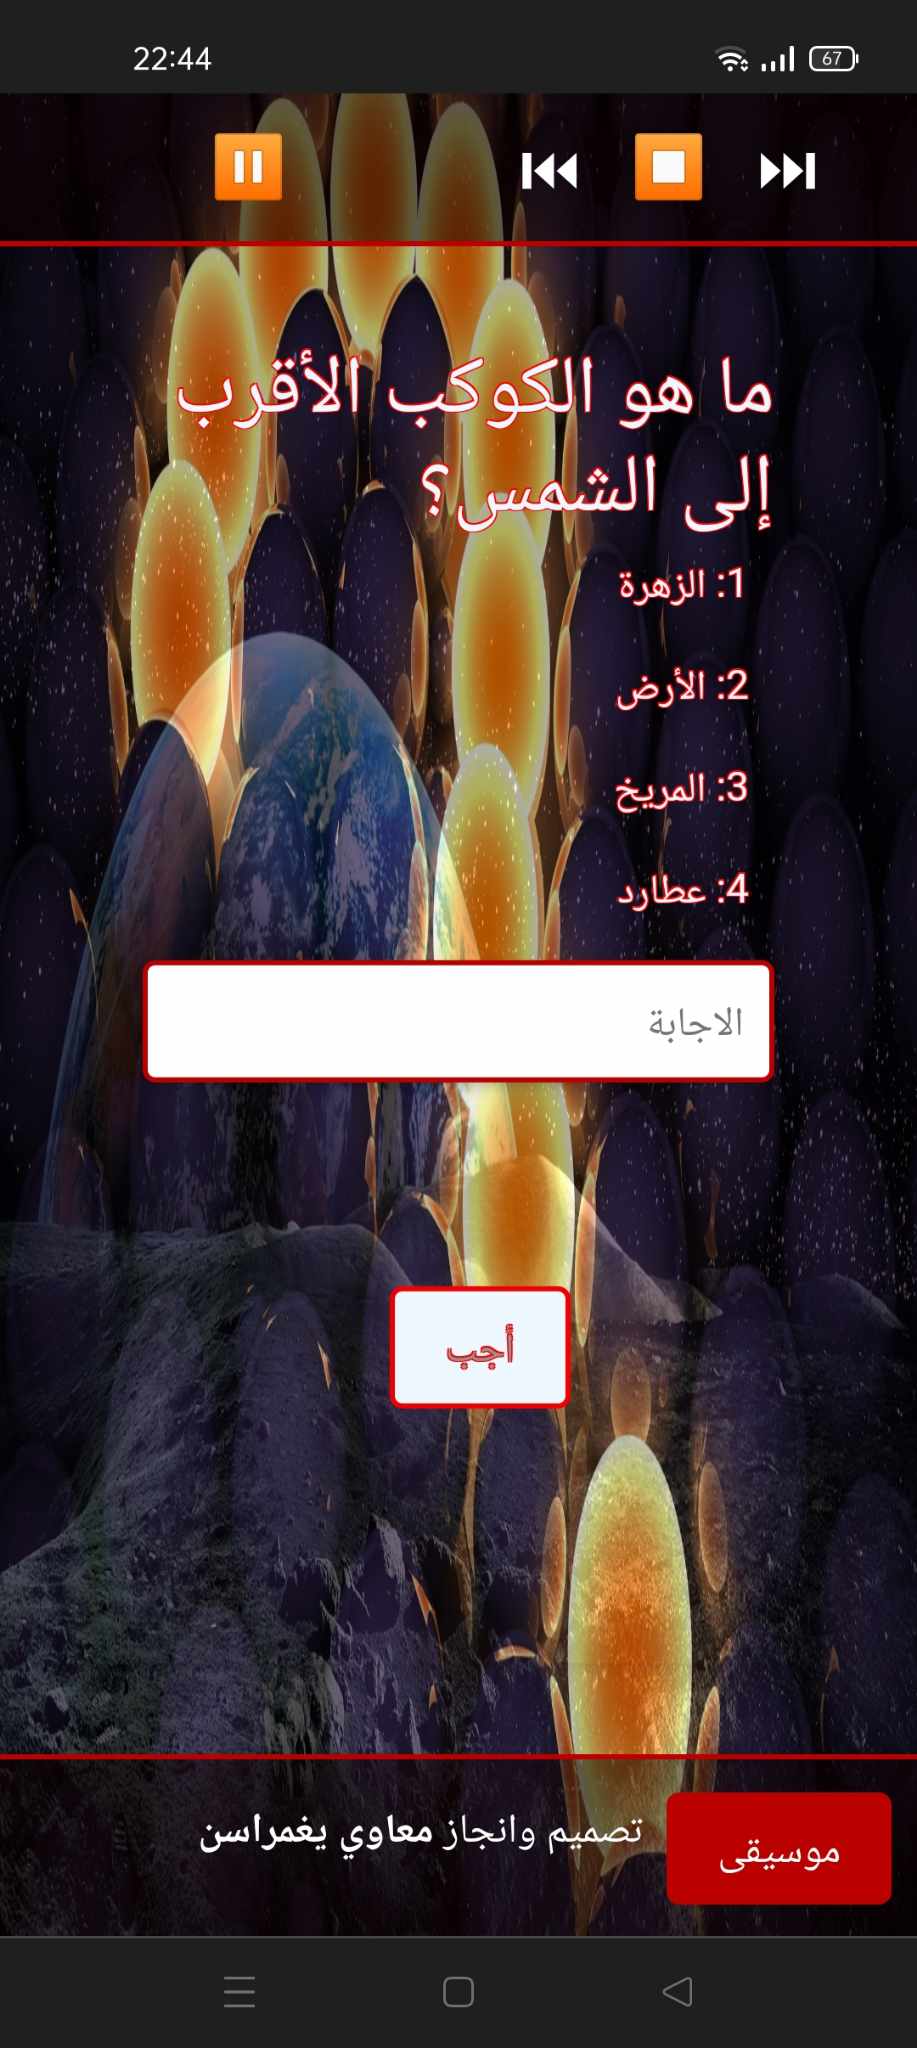 22:44
67
ما هو الكوكب الأقرب
إلى الشمس؟
1: الزهرة
2: الأرض
3: المريخ
4: عطارد
الاجابة
أجب
موسيقى
تصميم وانجاز معاوي يغمراسن